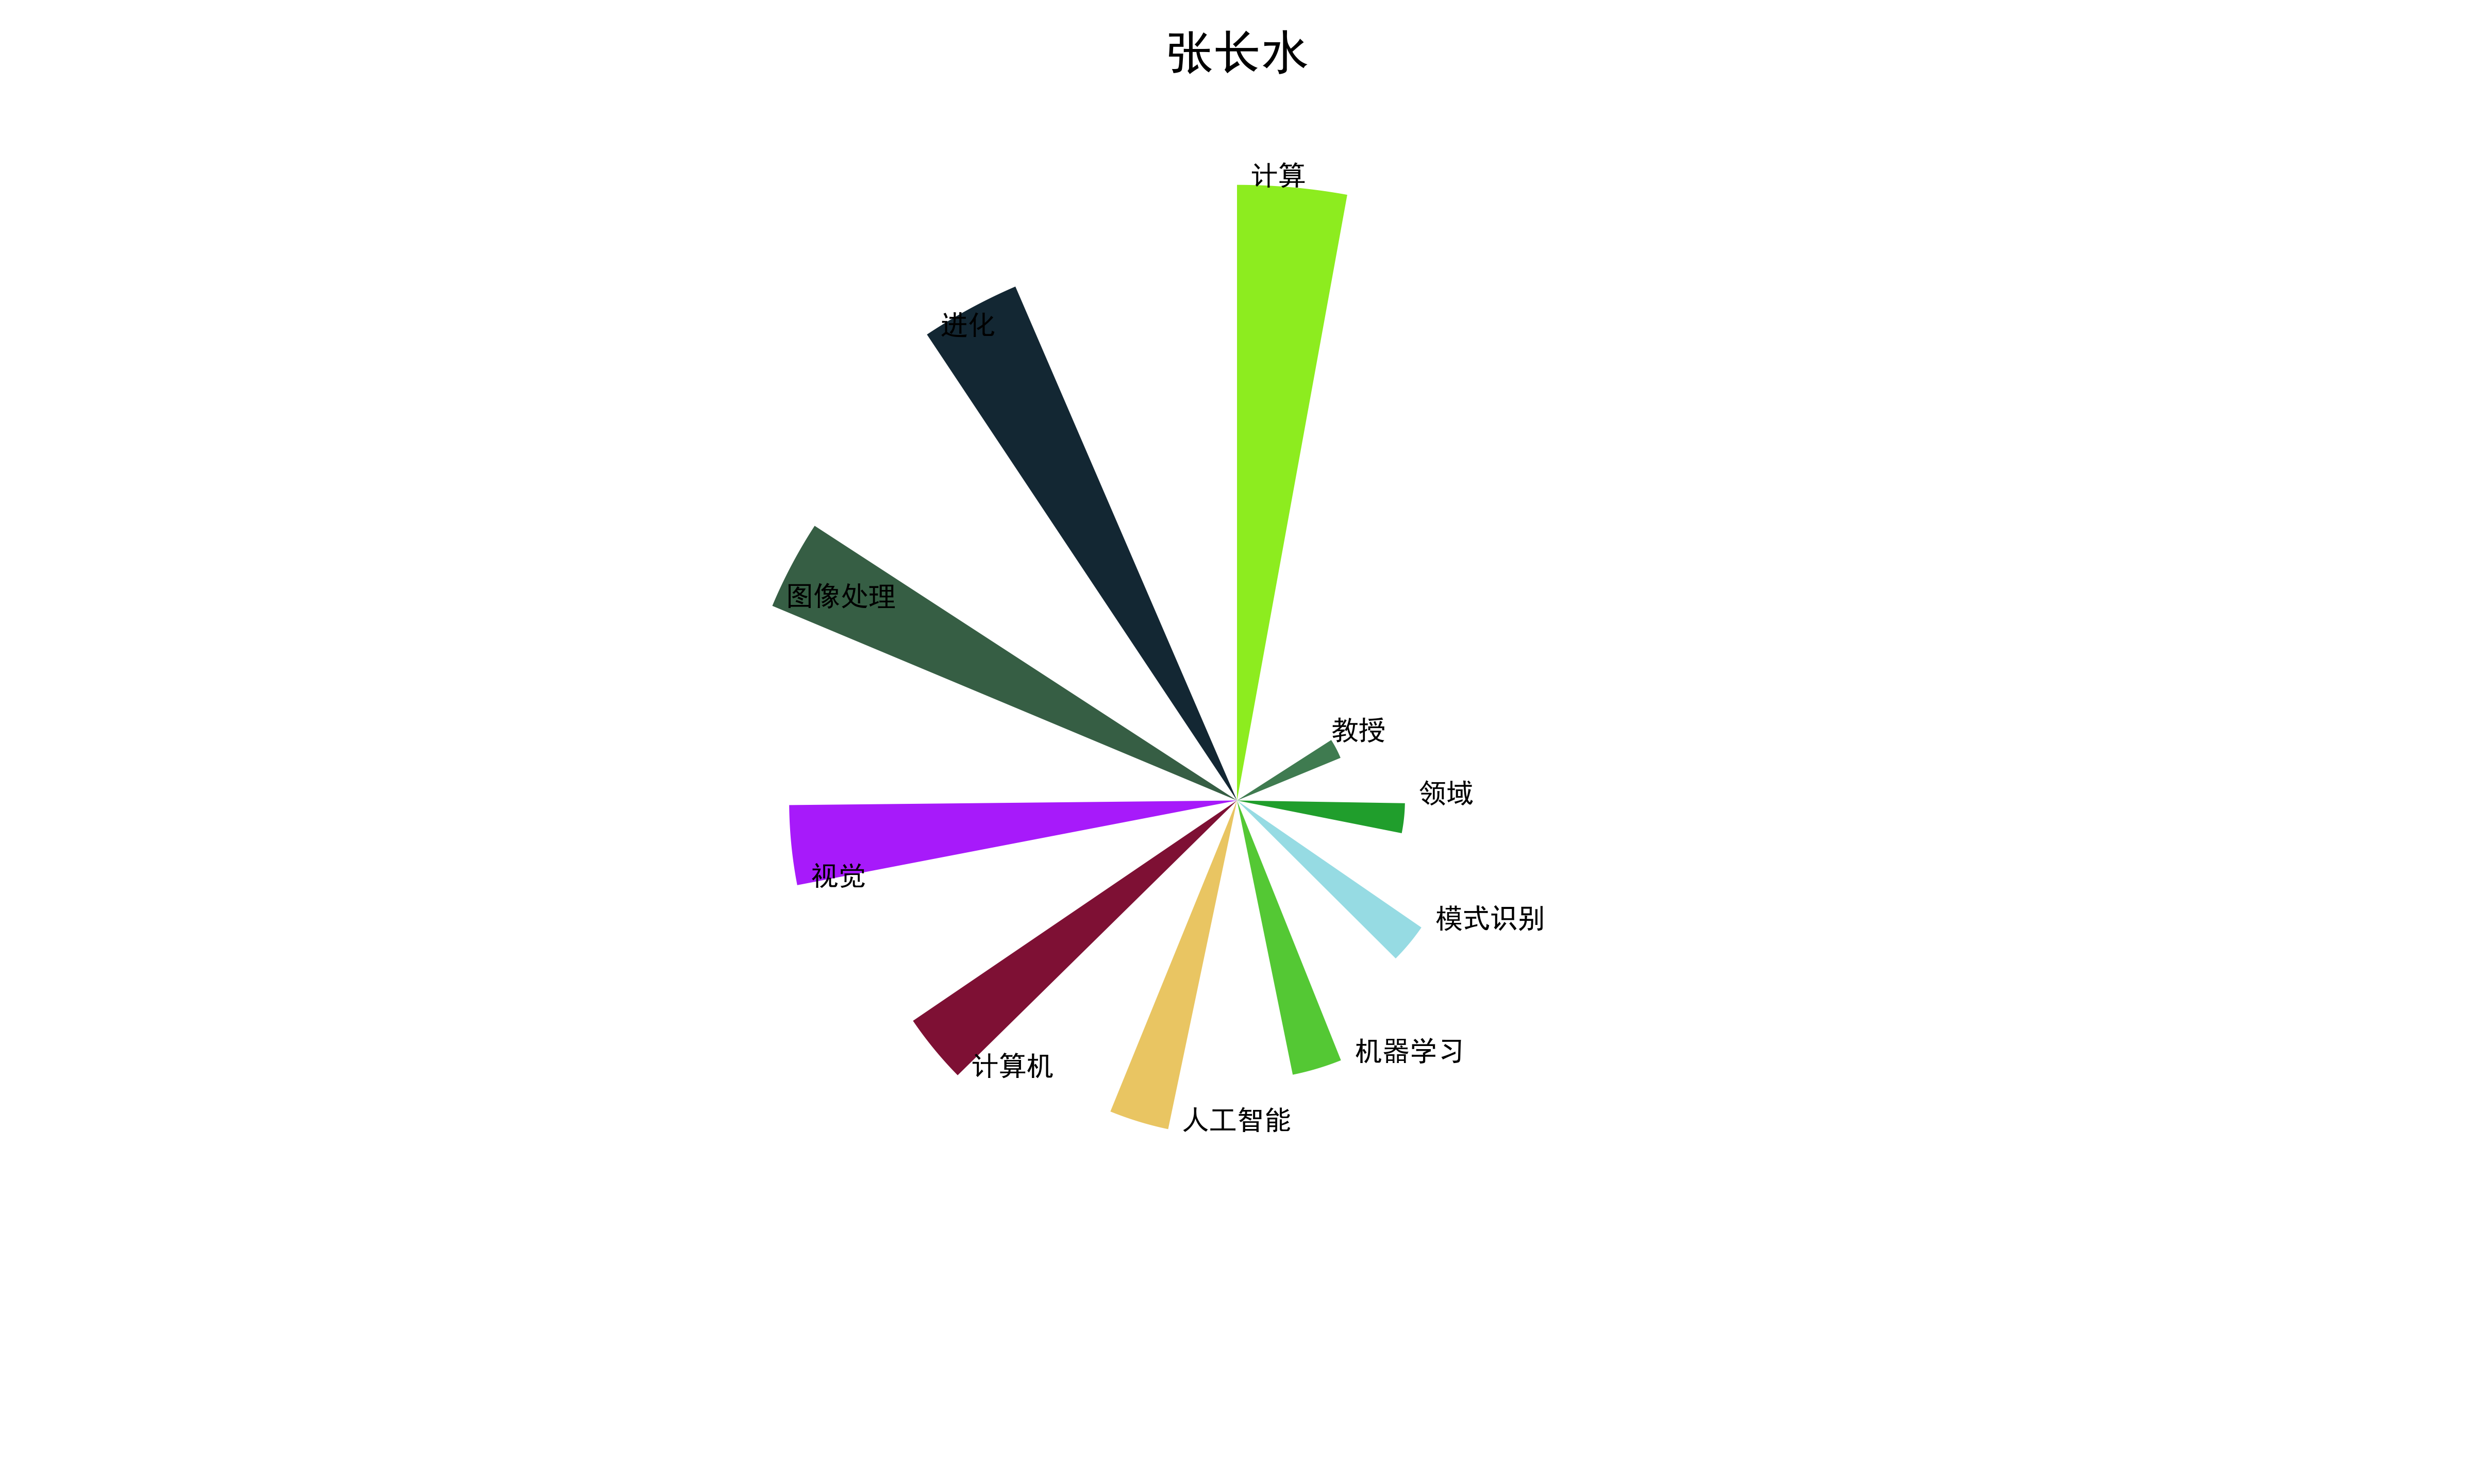 张长水
计算
进化
图像处理
教授
领域
视觉
模式识别
机器学习
计算机
人工智能